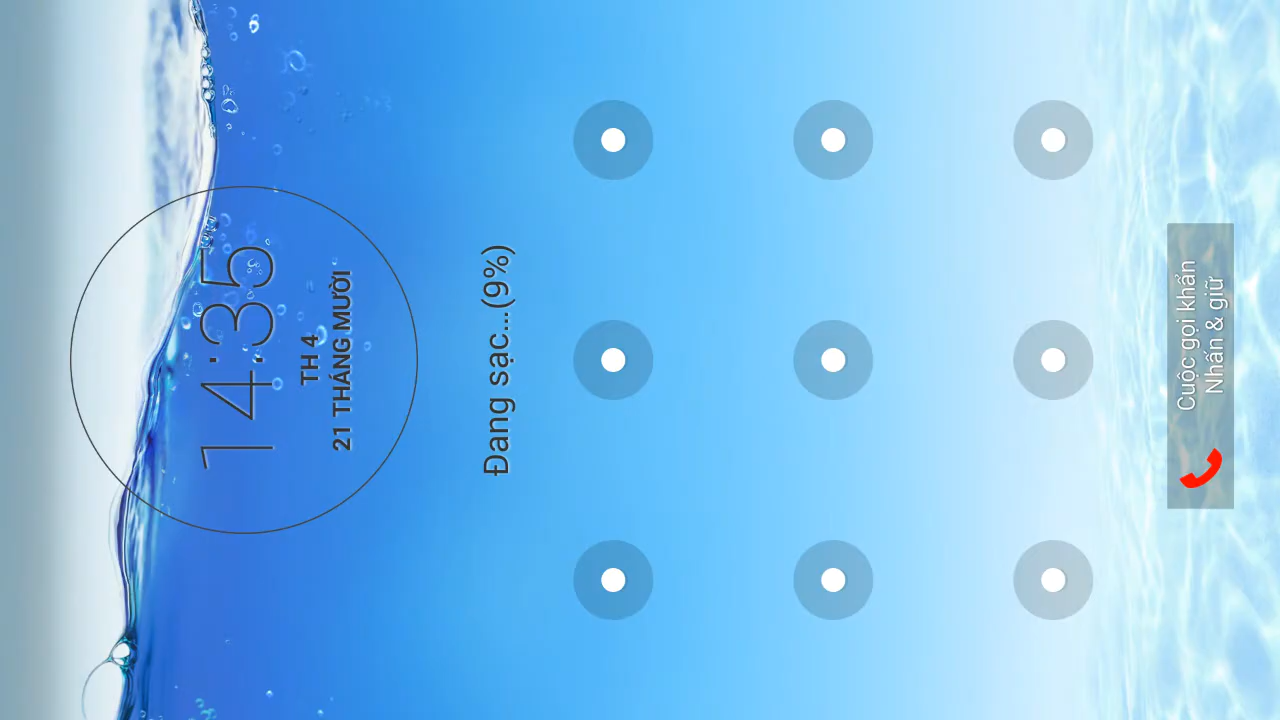 14:35
TH 4
21 THÁNG MƯỜI
Đang sạc...(9%)
Cuộc gọi khẩn
Nhấn & giữ